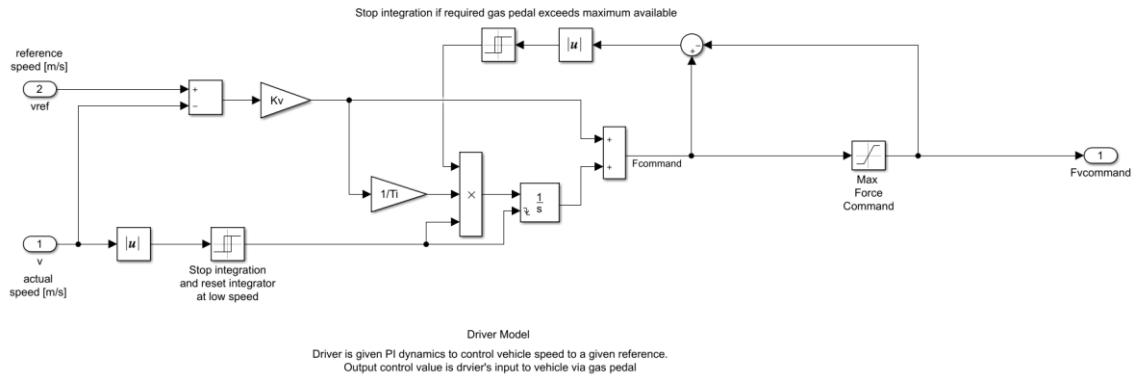 Stop integration if required gas pedal exceeds maximum available
reference
speed [m/s]
2
vref
+
−
Kv
|u|
−
+
1/Ti
×
1
s
+
+
Fcommand
Max
Force
Command
1
Fvcommand
1
v
actual
speed [m/s]
|u|
Stop integration
and reset integrator
at low speed
Driver Model
Driver is given PI dynamics to control vehicle speed to a given reference.
Output control value is drvier's input to vehicle via gas pedal